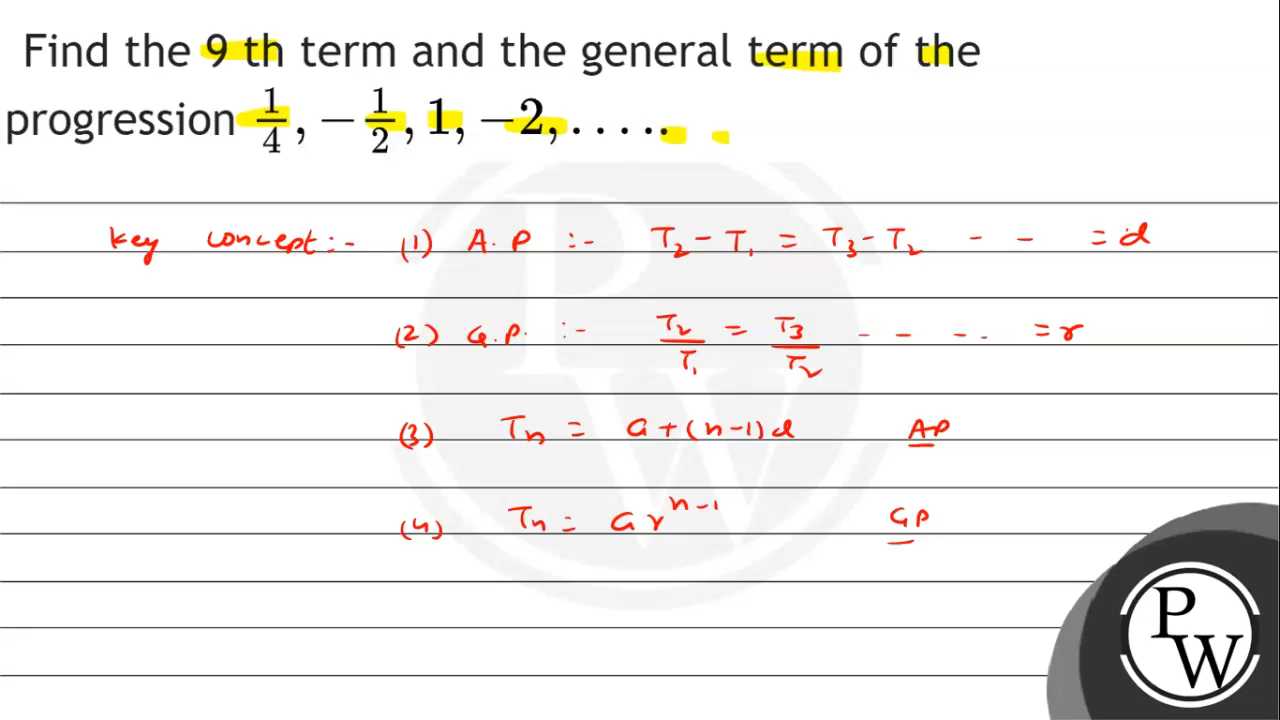 Find the 9 th term and the general term of the
progression 1/4, -1/2, 1, -2, .....
Key concept:- (1) A.P :- T₂ - T₁ = T₃ - T₂ - - = d
(2) G.P. :- T₂/T₁ = T₃/T₂ - - - - = r
(3) Tn = a + (n-1)d AP
(4) Tn = a r^n-1 GP
P
W